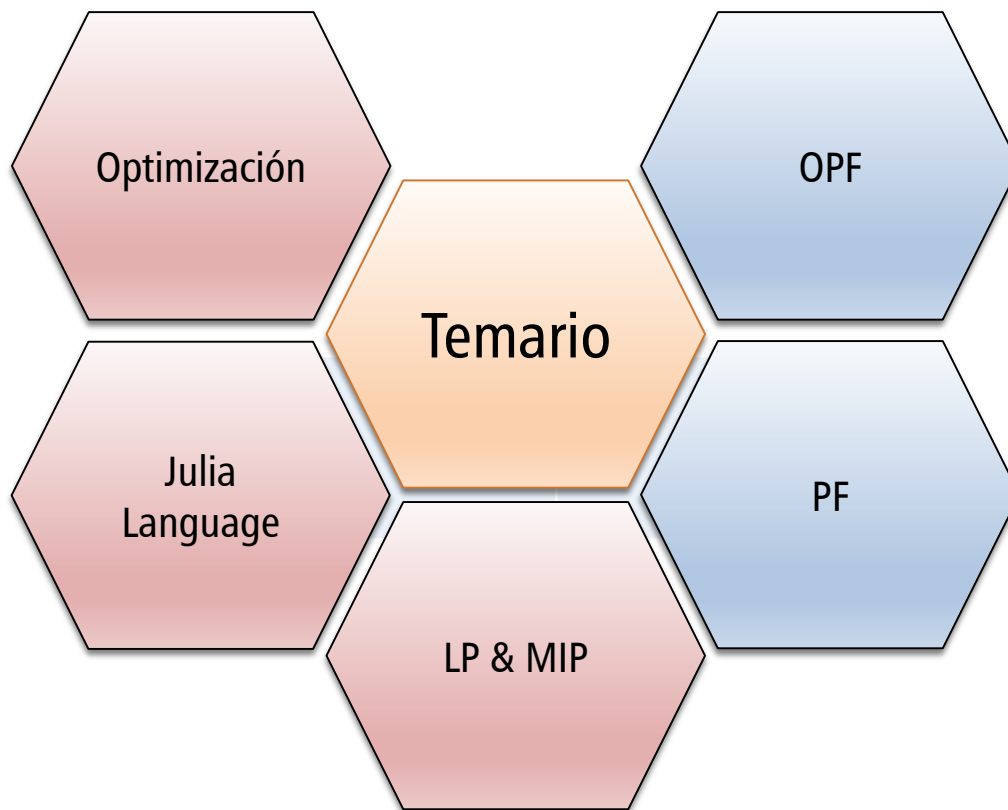 Optimización
OPF
Temario
Julia
Language
PF
LP & MIP